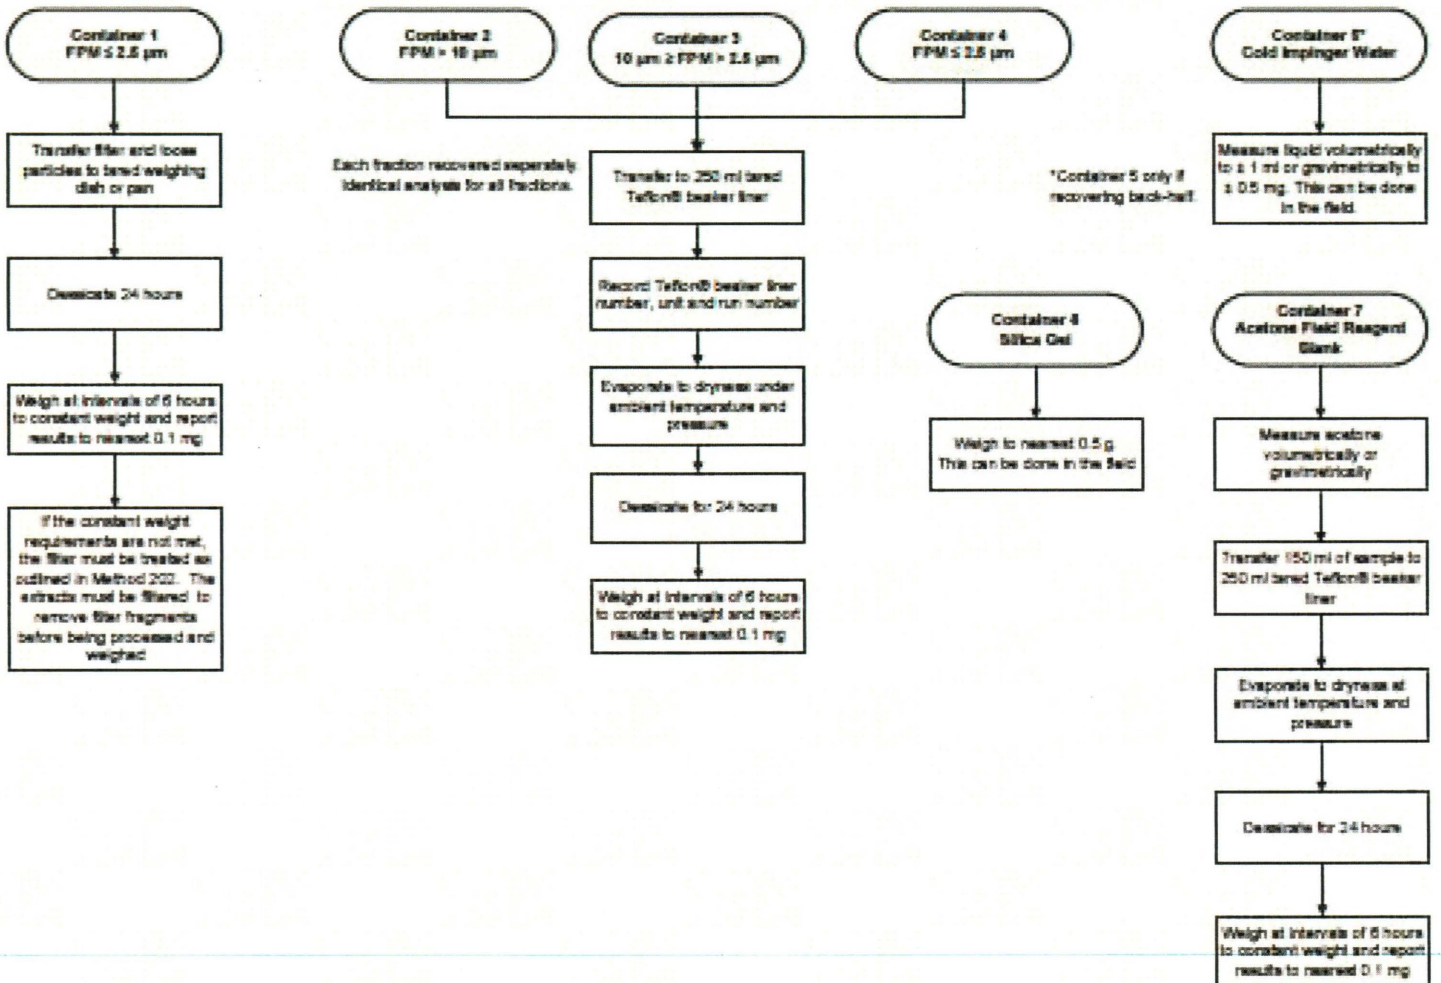 Container 1
FPM ≤ 2.5 µm
Transfer filter and loose
particles to tared weighing
dish or pan
Dessicate 24 hours
Weigh at intervals of 6 hours
to constant weight and report
results to nearest 0.1 mg
If the constant weight
requirements are not met,
the filter must be treated as
outlined in Method 202. The
extracts must be filtered to
remove filter fragments
before being processed and
weighed
Container 2
FPM > 10 µm
Container 3
10 µm ≥ FPM > 2.5 µm
Container 4
FPM ≤ 2.5 µm
Each fraction recovered seperately.
Identical analysis for all fractions.
Transfer to 250 ml tared
Teflon® beaker liner
Record Teflon® beaker liner
number, unit and run number
Evaporate to dryness under
ambient temperature and
pressure
Dessicate for 24 hours
Weigh at intervals of 6 hours
to constant weight and report
results to nearest 0.1 mg
Container 5*
Cold Impinger Water
*Container 5 only if
recovering back-half.
Measure liquid volumetrically
to ± 1 ml or gravimetrically to
± 0.5 mg. This can be done
in the field.
Container 6
Silica Gel
Weigh to nearest 0.5 g.
This can be done in the field
Container 7
Acetone Field Reagent
Blank
Measure acetone
volumetrically or
gravimetrically
Transfer 150 ml of sample to
250 ml tared Teflon® beaker
liner
Evaporate to dryness at
ambient temperature and
pressure
Dessicate for 24 hours
Weigh at intervals of 6 hours
to constant weight and report
results to nearest 0.1 mg